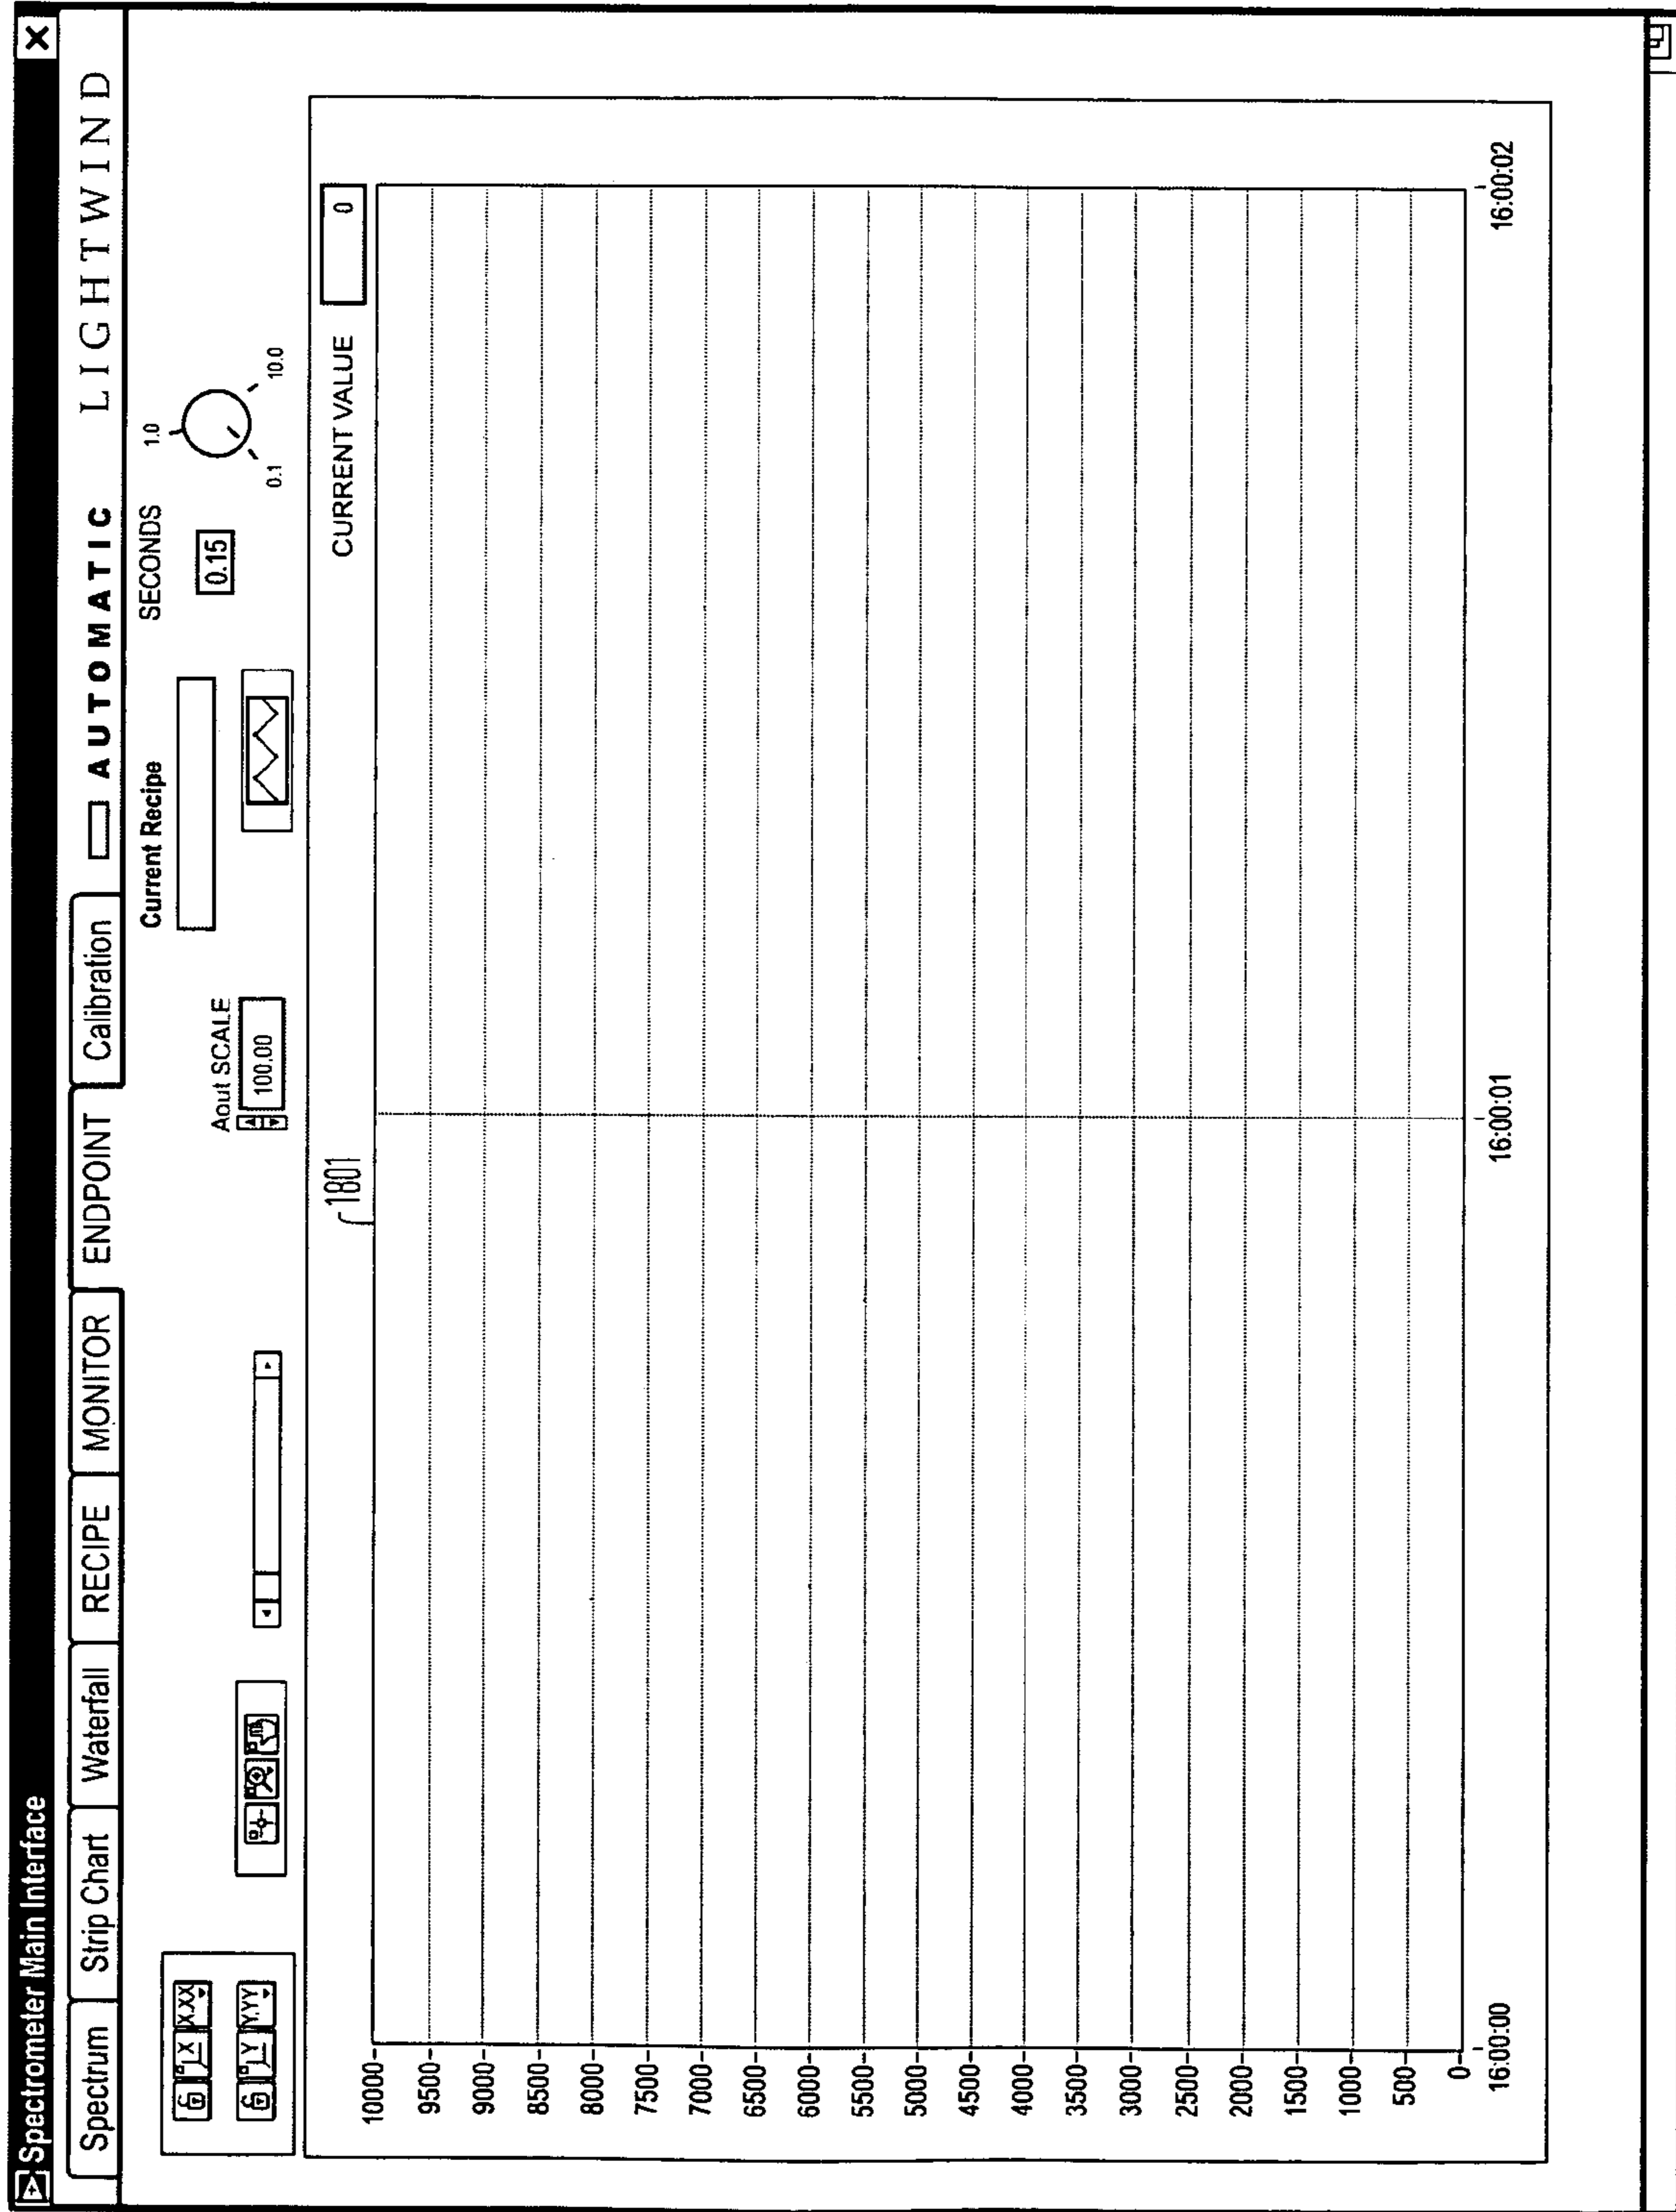 Spectrometer Main Interface
X
Spectrum Strip Chart Waterfall RECIPE MONITOR ENDPOINT Calibration AUTOMATIC LIGHTWIND
X X.XX
Y Y.YY
Aout SCALE
100.00
Current Recipe
SECONDS
0.15
1.0
0.1
10.0
1801
CURRENT VALUE
0
10000
9500
9000
8500
8000
7500
7000
6500
6000
5500
5000
4500
4000
3500
3000
2500
2000
1500
1000
500
0
16:00:00 16:00:01 16:00:02